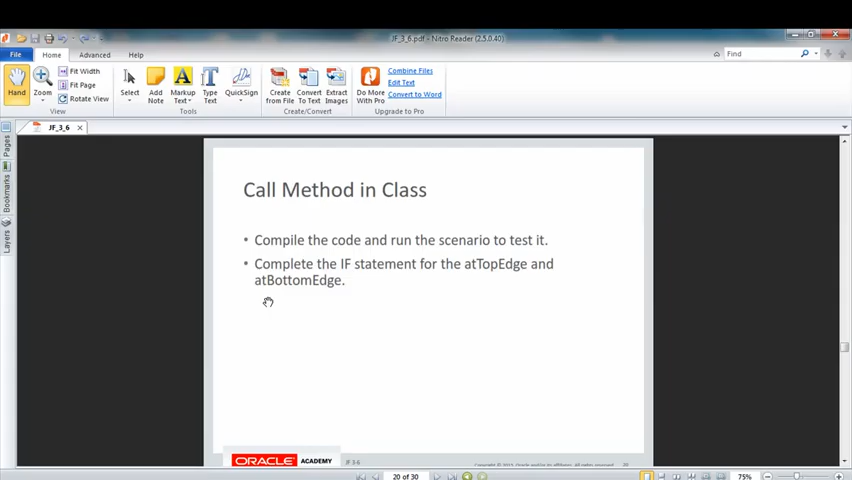 JF_3_6.pdf - Nitro Reader (2.5.0.40)
File Home Advanced Help
Find
Hand
Zoom
Fit Width
Fit Page
Rotate View
Select
Add Note
Markup Text
Type Text
QuickSign
Create from File
Convert To Text
Extract Images
Do More With Pro
Combine Files
Edit Text
Convert to Word
View
Tools
Create/Convert
Upgrade to Pro
JF_3_6
Pages
Bookmarks
Layers
Call Method in Class
• Compile the code and run the scenario to test it.
• Complete the IF statement for the atTopEdge and
atBottomEdge.
ORACLE ACADEMY
JF 3-6
20
20 of 30
75%